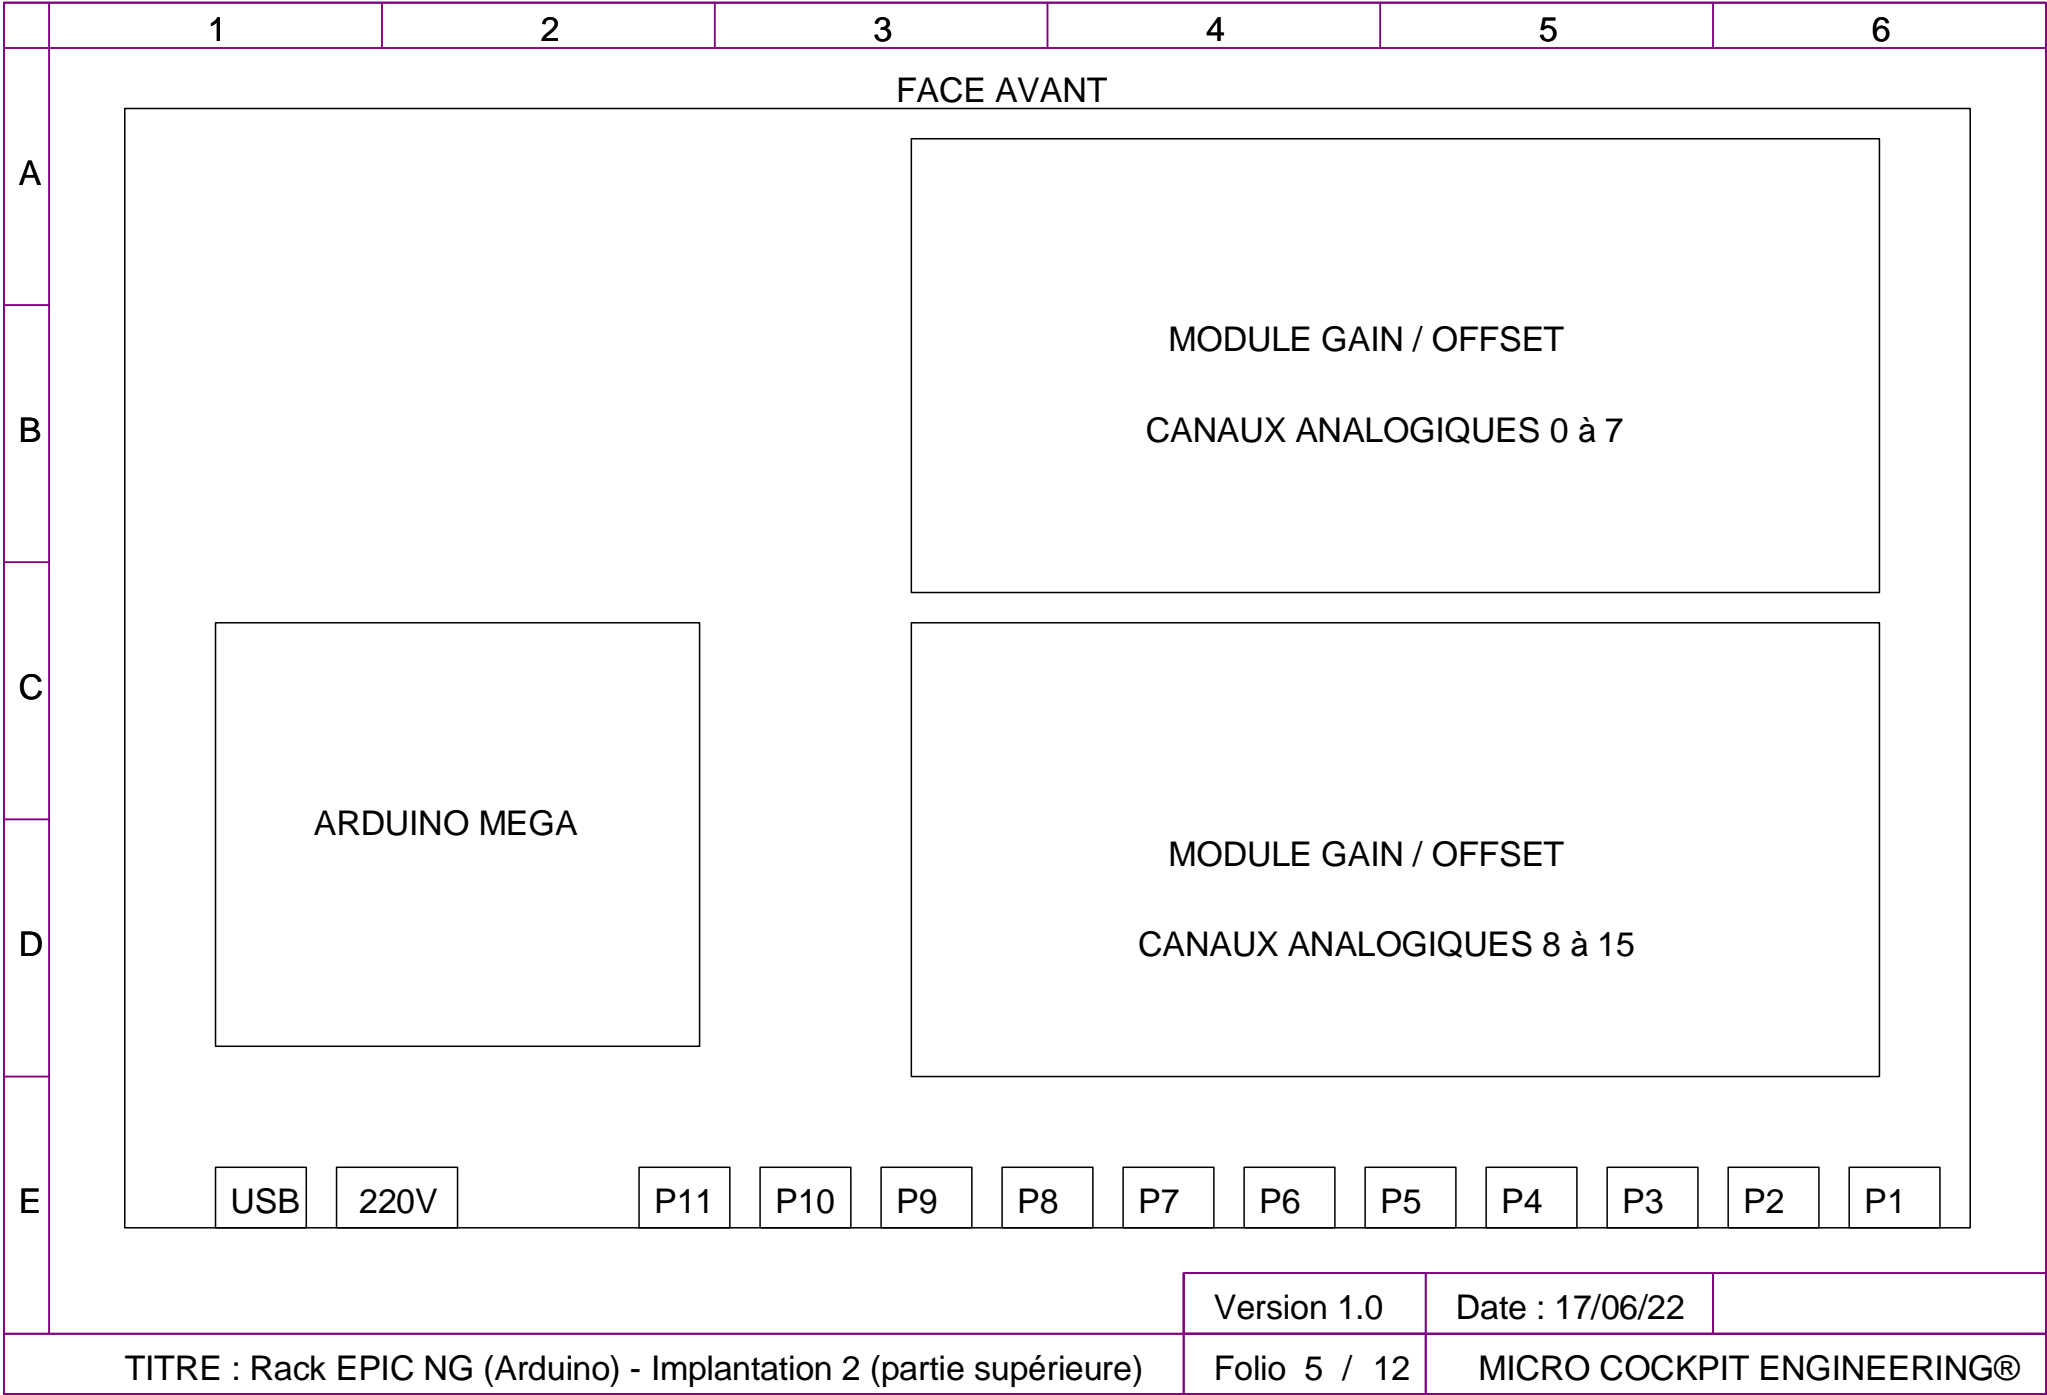 1 2 3 4 5 6
FACE AVANT
A
MODULE GAIN / OFFSET
B
CANAUX ANALOGIQUES 0 à 7
C
ARDUINO MEGA
MODULE GAIN / OFFSET
D
CANAUX ANALOGIQUES 8 à 15
E
USB 220V P11 P10 P9 P8 P7 P6 P5 P4 P3 P2 P1
Version 1.0 Date : 17/06/22
TITRE : Rack EPIC NG (Arduino) - Implantation 2 (partie supérieure) Folio 5 / 12 MICRO COCKPIT ENGINEERING®